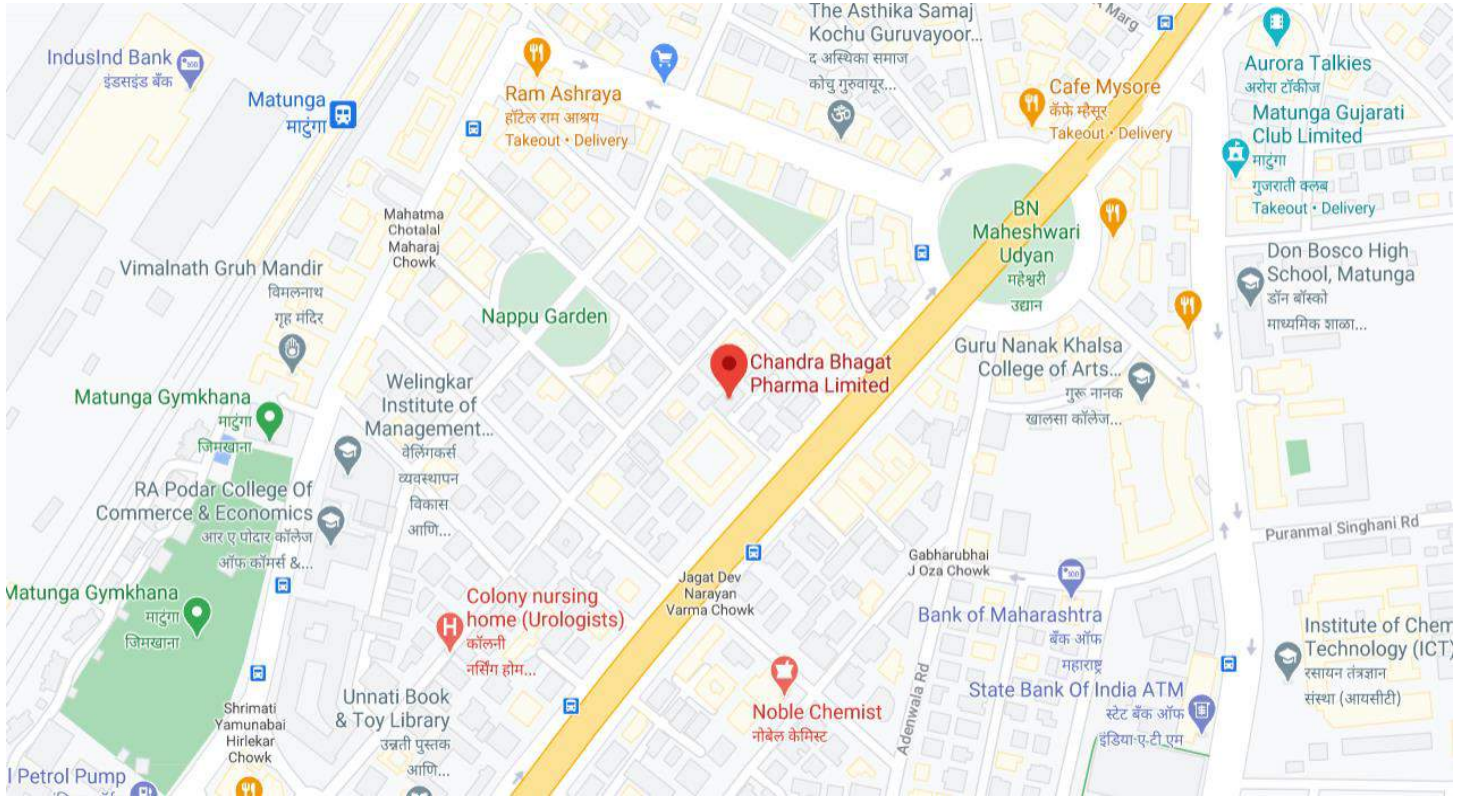 The Asthika Samaj
Kochu Guruvayoor...
द अस्थिका समाज
कोचु गुरुवायूर...
Marg
IndusInd Bank
इंडसइंड बँक
Matunga
माटुंगा
Ram Ashraya
हॉटेल राम आश्रय
Takeout • Delivery
Cafe Mysore
कॅफे म्हैसूर
Takeout • Delivery
Aurora Talkies
अरोरा टॉकीज
Matunga Gujarati
Club Limited
माटुंगा
गुजराती क्लब
Takeout • Delivery
Mahatma
Chotalal
Maharaj
Chowk
BN
Maheshwari
Udyan
महेश्वरी
उद्यान
Don Bosco High
School, Matunga
डॉन बॉस्को
माध्यमिक शाळा...
Vimalnath Gruh Mandir
विमलनाथ
गृह मंदिर
Nappu Garden
Chandra Bhagat
Pharma Limited
Guru Nanak Khalsa
College of Arts...
गुरू नानक
खालसा कॉलेज...
Matunga Gymkhana
माटुंगा
जिमखाना
Welingkar
Institute of
Management...
वेलिंगकर्स
व्यवस्थापन
विकास
आणि...
RA Podar College Of
Commerce & Economics
आर ए पोदार कॉलेज
ऑफ कॉमर्स &...
Puranmal Singhani Rd
Gabharubhai
J Oza Chowk
Jagat Dev
Narayan
Varma Chowk
Matunga Gymkhana
माटुंगा
जिमखाना
Colony nursing
home (Urologists)
कॉलनी
नर्सिंग होम...
Bank of Maharashtra
बँक ऑफ
महाराष्ट्र
Institute of Chem
Technology (ICT)
रसायन तंत्रज्ञान
संस्था (आयसीटी)
State Bank Of India ATM
स्टेट बँक ऑफ
इंडिया-ए-टी एम
Adenwala Rd
Unnati Book
& Toy Library
उन्नती पुस्तक
आणि...
Noble Chemist
नोबेल केमिस्ट
Shrimati
Yamunabai
Hirlekar
Chowk
l Petrol Pump